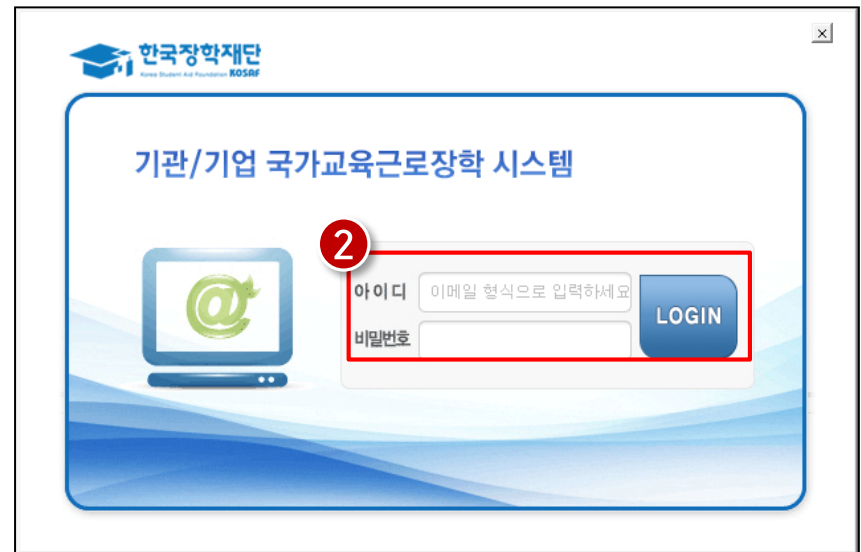 한국장학재단
Korea Student Aid Foundation KOSAF
기관/기업 국가교육근로장학 시스템
2
아이디 이메일 형식으로 입력하세요
LOGIN
비밀번호